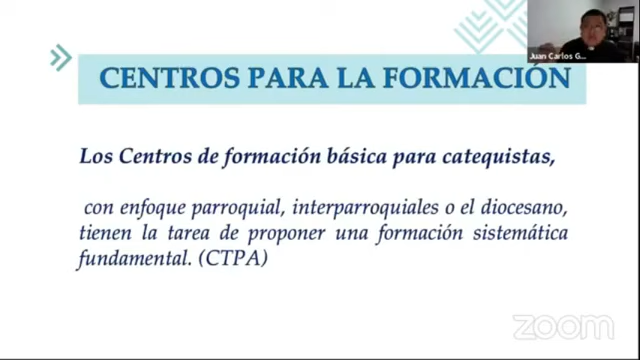 Juan Carlos G...
CENTROS PARA LA FORMACIÓN
Los Centros de formación básica para catequistas,
con enfoque parroquial, interparroquiales o el diocesano,
tienen la tarea de proponer una formación sistemática
fundamental. (CTPA)
zoom